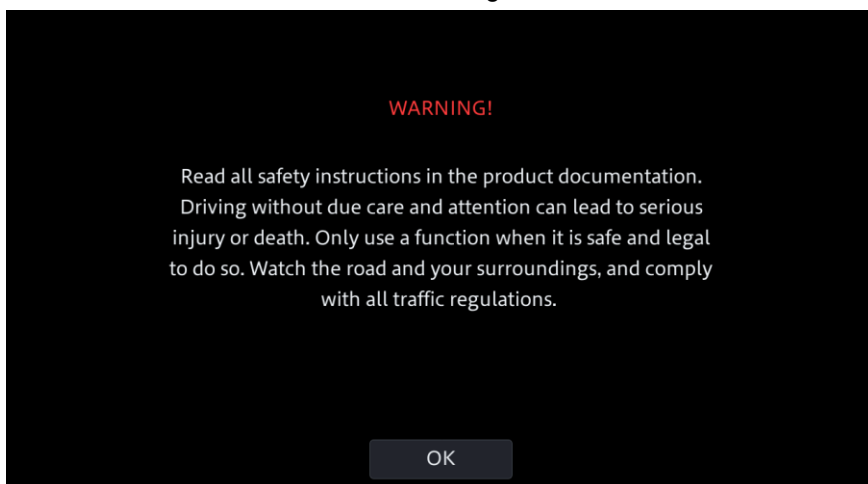 WARNING!
Read all safety instructions in the product documentation.
Driving without due care and attention can lead to serious
injury or death. Only use a function when it is safe and legal
to do so. Watch the road and your surroundings, and comply
with all traffic regulations.
OK